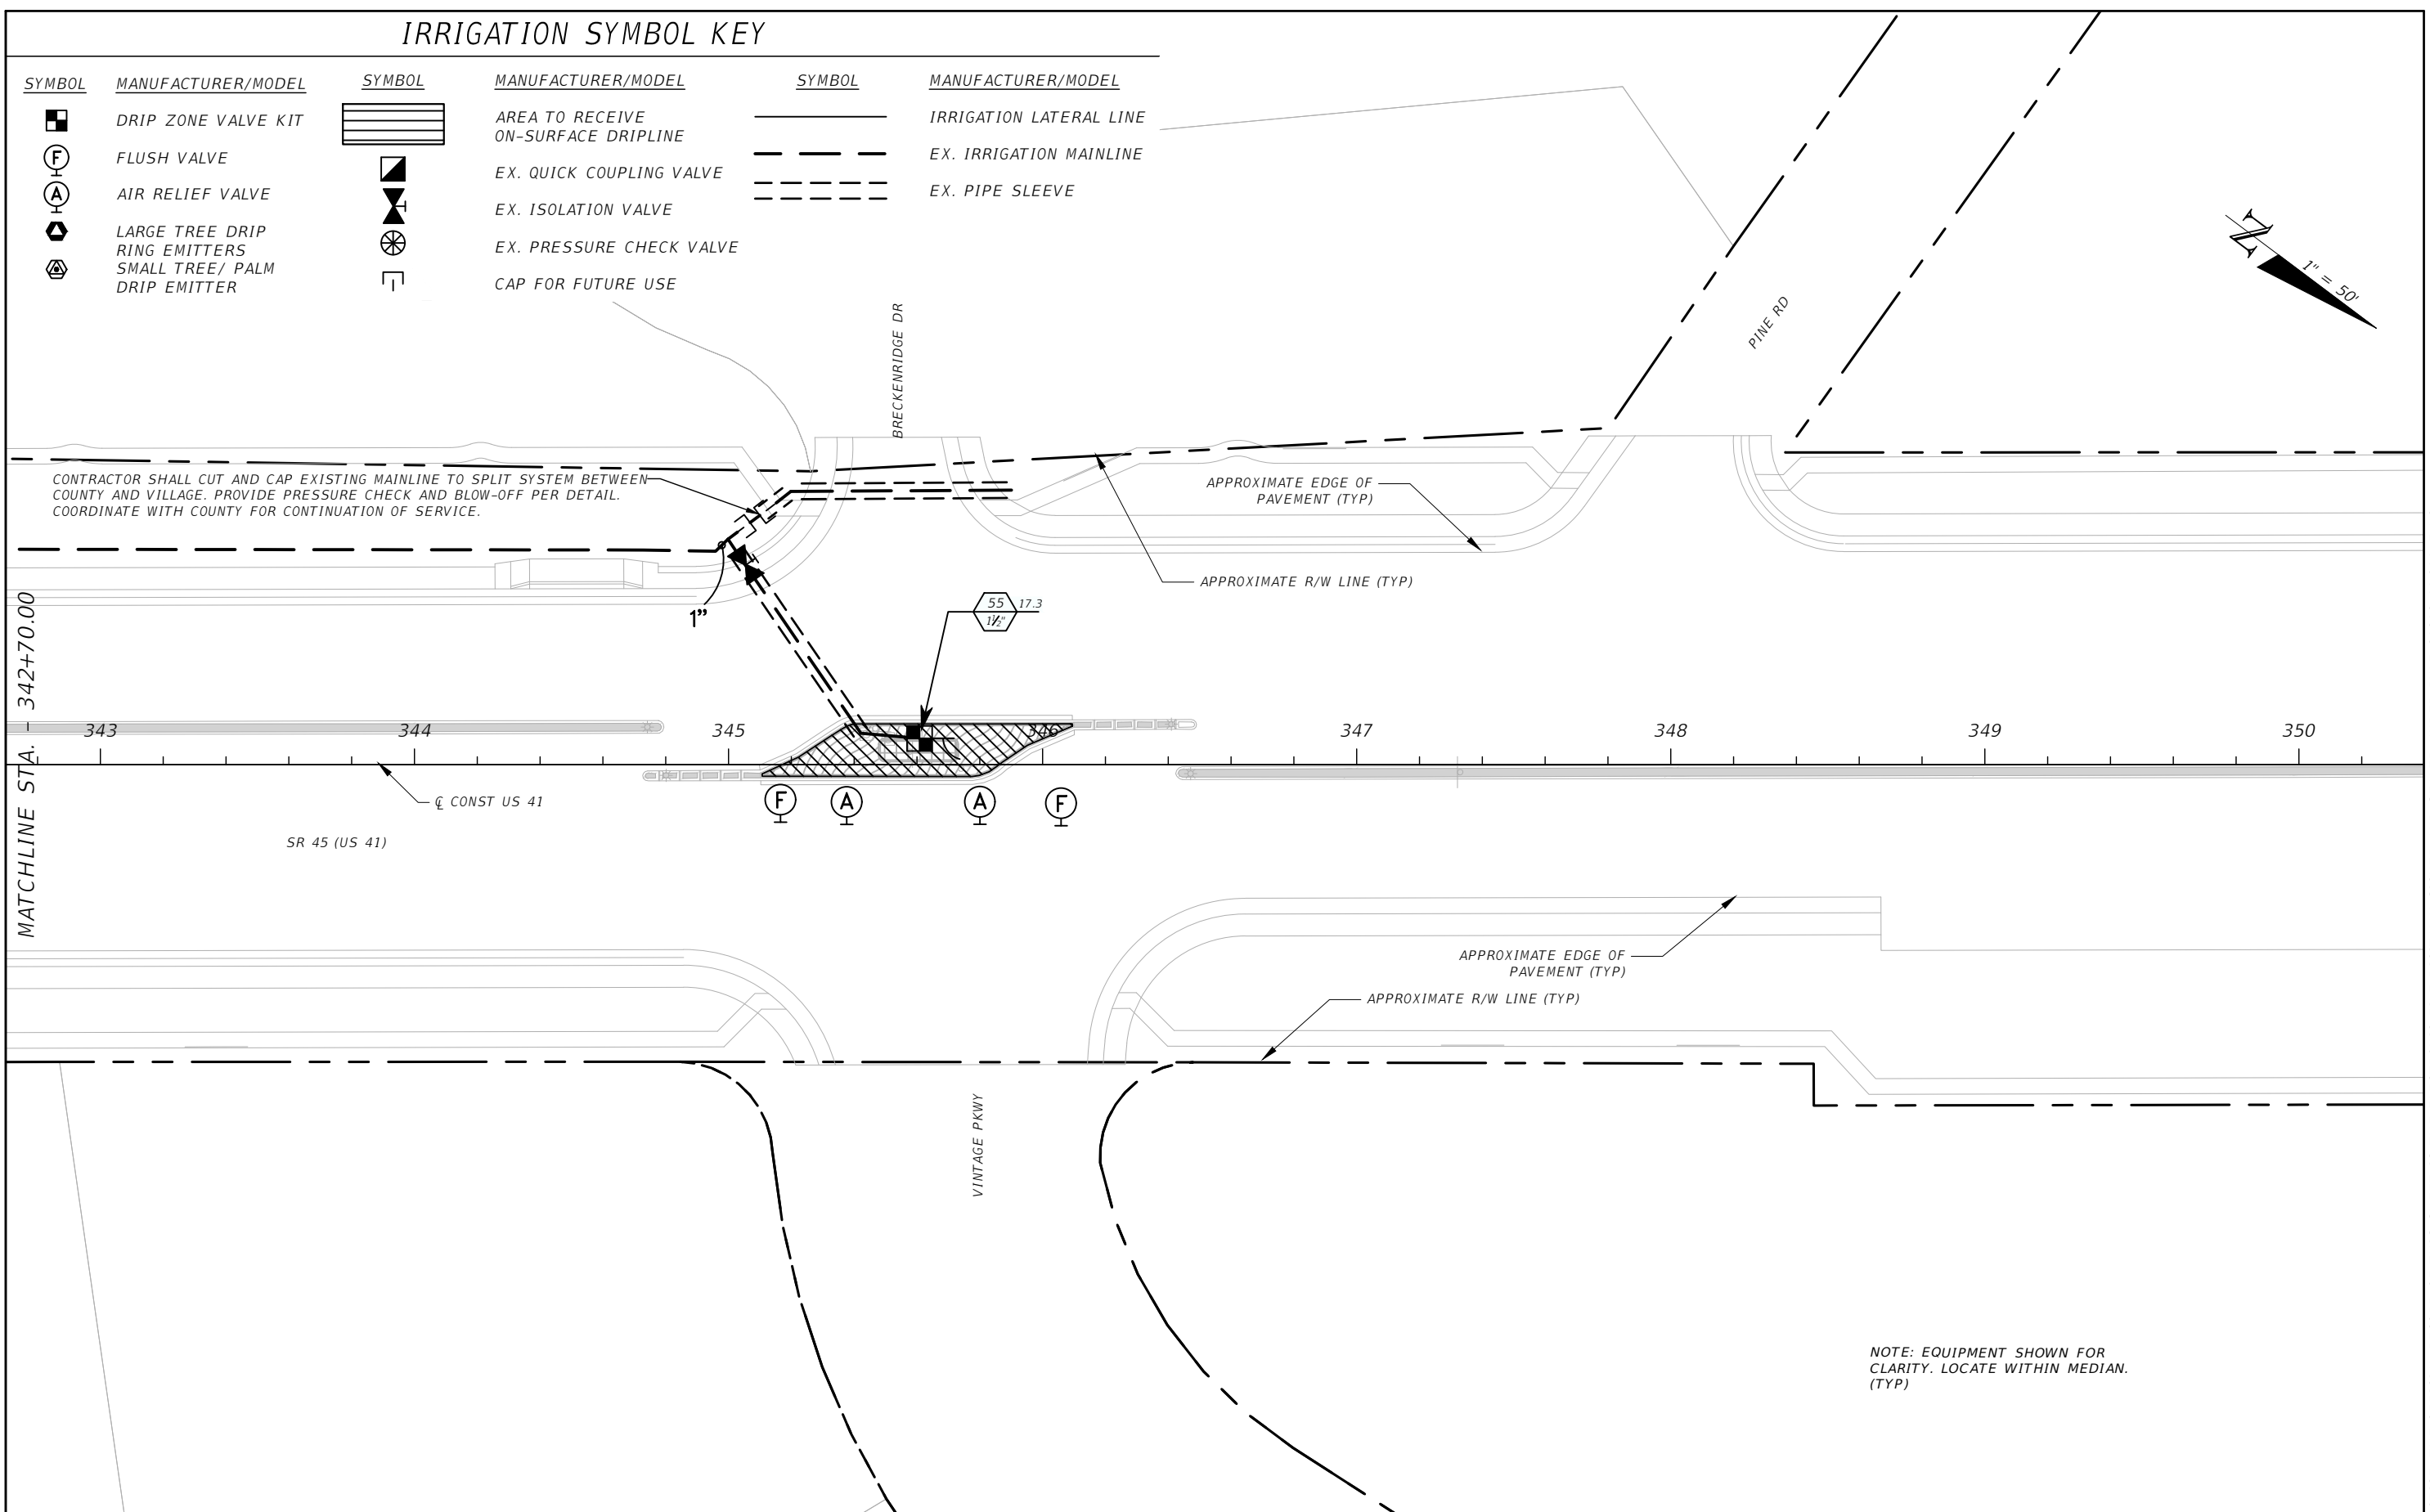 IRRIGATION SYMBOL KEY
SYMBOL MANUFACTURER/MODEL
DRIP ZONE VALVE KIT
F FLUSH VALVE
A AIR RELIEF VALVE
LARGE TREE DRIP
RING EMITTERS
SMALL TREE/ PALM
DRIP EMITTER
SYMBOL MANUFACTURER/MODEL
AREA TO RECEIVE
ON-SURFACE DRIPLINE
EX. QUICK COUPLING VALVE
EX. ISOLATION VALVE
EX. PRESSURE CHECK VALVE
CAP FOR FUTURE USE
SYMBOL MANUFACTURER/MODEL
IRRIGATION LATERAL LINE
EX. IRRIGATION MAINLINE
EX. PIPE SLEEVE
N
1" = 50'
PINE RD
BRECKENRIDGE DR
CONTRACTOR SHALL CUT AND CAP EXISTING MAINLINE TO SPLIT SYSTEM BETWEEN
COUNTY AND VILLAGE. PROVIDE PRESSURE CHECK AND BLOW-OFF PER DETAIL.
COORDINATE WITH COUNTY FOR CONTINUATION OF SERVICE.
APPROXIMATE EDGE OF
PAVEMENT (TYP)
APPROXIMATE R/W LINE (TYP)
1"
55 17.3
1½"
MATCHLINE STA. - 342+70.00
343 344 345 346 347 348 349 350
℄ CONST US 41
F A A F
SR 45 (US 41)
APPROXIMATE EDGE OF
PAVEMENT (TYP)
APPROXIMATE R/W LINE (TYP)
VINTAGE PKWY
NOTE: EQUIPMENT SHOWN FOR
CLARITY. LOCATE WITHIN MEDIAN.
(TYP)